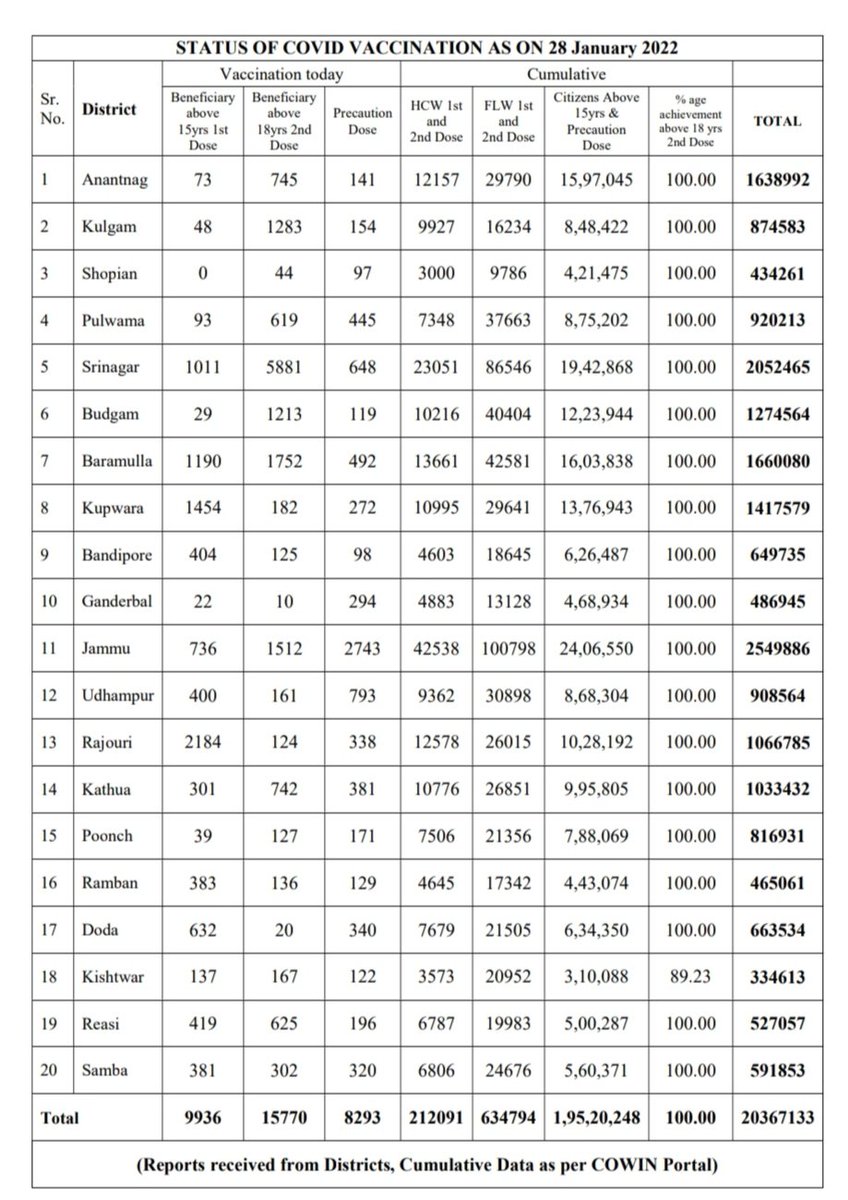 STATUS OF COVID VACCINATION AS ON 28 January 2022
Vaccination today Cumulative
Sr. No. District Beneficiary above 15yrs 1st Dose Beneficiary above 18yrs 2nd Dose Precaution Dose HCW 1st and 2nd Dose FLW 1st and 2nd Dose Citizens Above 15yrs & Precaution Dose % age achievement above 18 yrs 2nd Dose TOTAL
1 Anantnag 73 745 141 12157 29790 15,97,045 100.00 1638992
2 Kulgam 48 1283 154 9927 16234 8,48,422 100.00 874583
3 Shopian 0 44 97 3000 9786 4,21,475 100.00 434261
4 Pulwama 93 619 445 7348 37663 8,75,202 100.00 920213
5 Srinagar 1011 5881 648 23051 86546 19,42,868 100.00 2052465
6 Budgam 29 1213 119 10216 40404 12,23,944 100.00 1274564
7 Baramulla 1190 1752 492 13661 42581 16,03,838 100.00 1660080
8 Kupwara 1454 182 272 10995 29641 13,76,943 100.00 1417579
9 Bandipore 404 125 98 4603 18645 6,26,487 100.00 649735
10 Ganderbal 22 10 294 4883 13128 4,68,934 100.00 486945
11 Jammu 736 1512 2743 42538 100798 24,06,550 100.00 2549886
12 Udhampur 400 161 793 9362 30898 8,68,304 100.00 908564
13 Rajouri 2184 124 338 12578 26015 10,28,192 100.00 1066785
14 Kathua 301 742 381 10776 26851 9,95,805 100.00 1033432
15 Poonch 39 127 171 7506 21356 7,88,069 100.00 816931
16 Ramban 383 136 129 4645 17342 4,43,074 100.00 465061
17 Doda 632 20 340 7679 21505 6,34,350 100.00 663534
18 Kishtwar 137 167 122 3573 20952 3,10,088 89.23 334613
19 Reasi 419 625 196 6787 19983 5,00,287 100.00 527057
20 Samba 381 302 320 6806 24676 5,60,371 100.00 591853
Total 9936 15770 8293 212091 634794 1,95,20,248 100.00 20367133
(Reports received from Districts, Cumulative Data as per COWIN Portal)